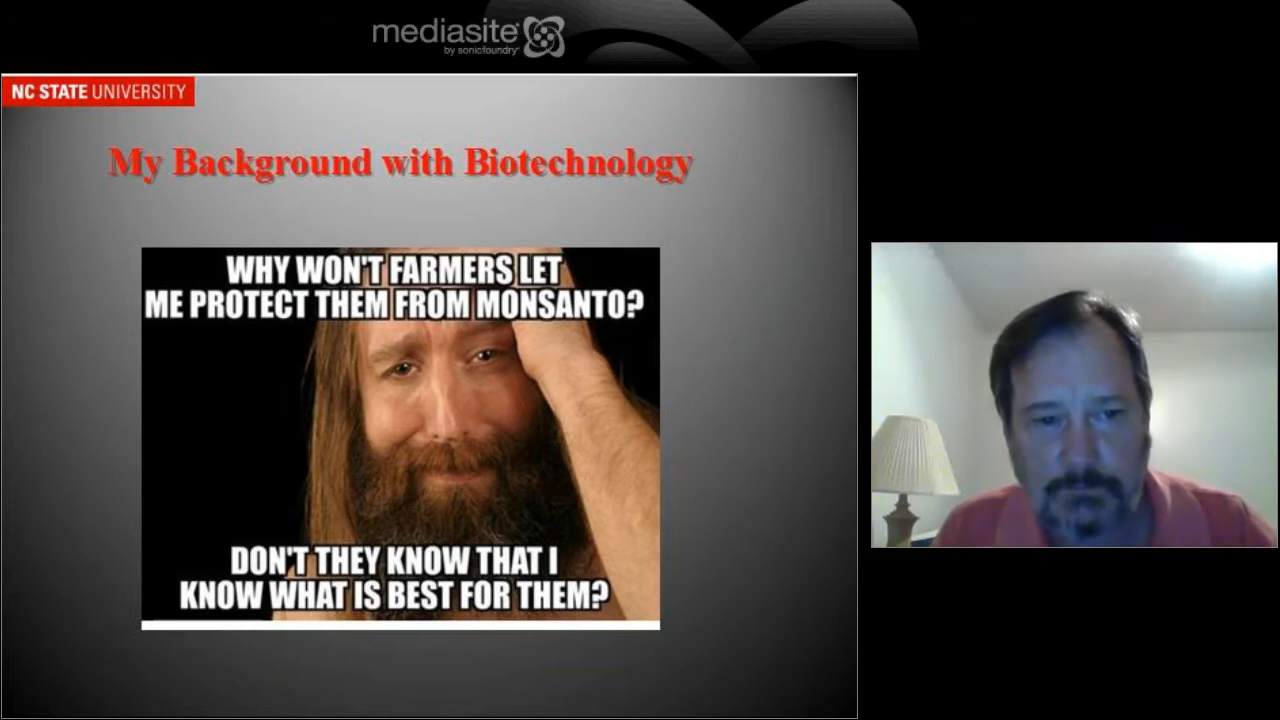 mediasite
by sonicfoundry
NC STATE UNIVERSITY
My Background with Biotechnology
WHY WON'T FARMERS LET
ME PROTECT THEM FROM MONSANTO?
DON'T THEY KNOW THAT I
KNOW WHAT IS BEST FOR THEM?